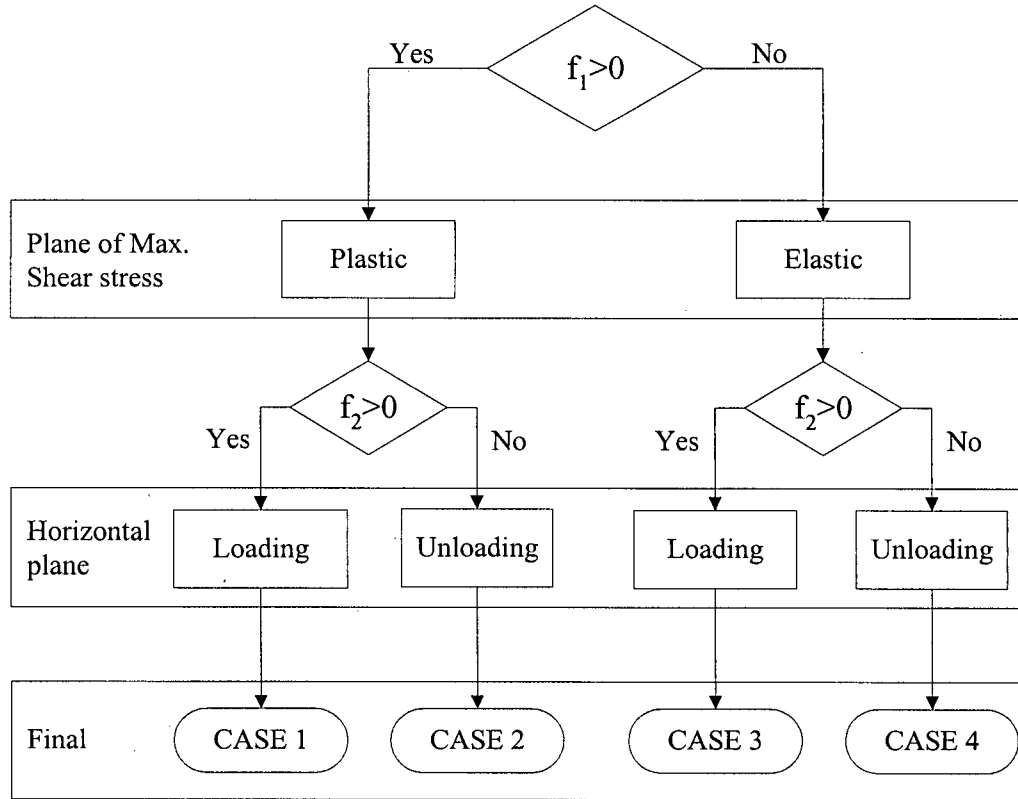 f₁>0
Yes
No
Plane of Max.
Shear stress
Plastic
Elastic
f₂>0
f₂>0
Yes
No
Yes
No
Horizontal
plane
Loading
Unloading
Loading
Unloading
Final
CASE 1
CASE 2
CASE 3
CASE 4